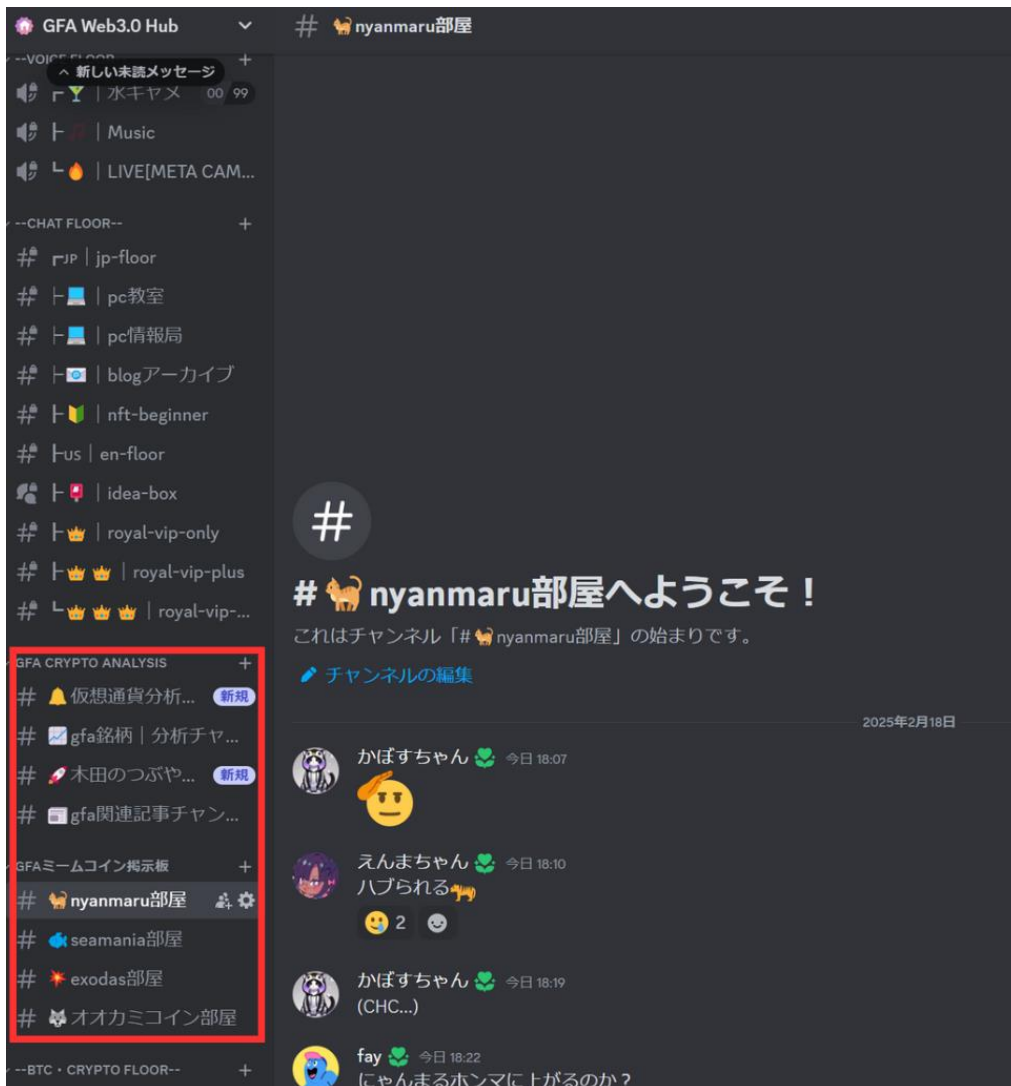 GFA Web3.0 Hub
新しい未読メッセージ
水キャメ 00 99
Music
LIVE[META CAM...
--CHAT FLOOR--
JP｜jp-floor
pc教室
pc情報局
blogアーカイブ
nft-beginner
US｜en-floor
idea-box
royal-vip-only
royal-vip-plus
royal-vip-...
GFA CRYPTO ANALYSIS
仮想通貨分析... 新規
gfa銘柄｜分析チャ...
木田のつぶや... 新規
gfa関連記事チャン...
GFAミームコイン掲示板
nyanmaru部屋
seamania部屋
exodas部屋
オオカミコイン部屋
--BTC・CRYPTO FLOOR--
# nyanmaru部屋
#
# nyanmaru部屋へようこそ！
これはチャンネル「# nyanmaru部屋」の始まりです。
チャンネルの編集
2025年2月18日
かぼすちゃん 今日 18:07
えんまちゃん 今日 18:10
ハブられる
2
かぼすちゃん 今日 18:19
(CHC...)
fay 今日 18:22
にゃんまるホンマに上がるのか？